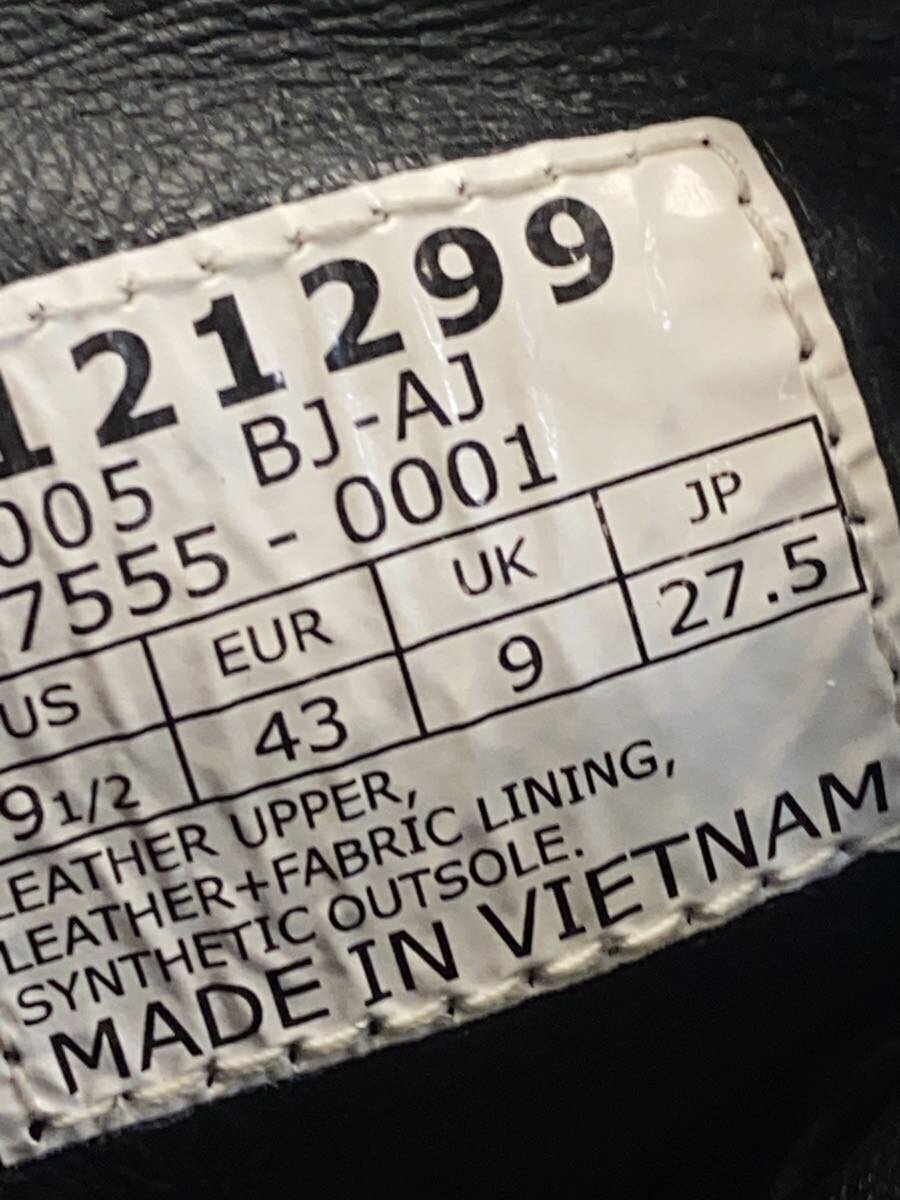 121299
005 BJ-AJ
7555 - 0001
US EUR UK JP
9 1/2 43 9 27.5
LEATHER UPPER,
LEATHER+FABRIC LINING,
SYNTHETIC OUTSOLE.
MADE IN VIETNAM